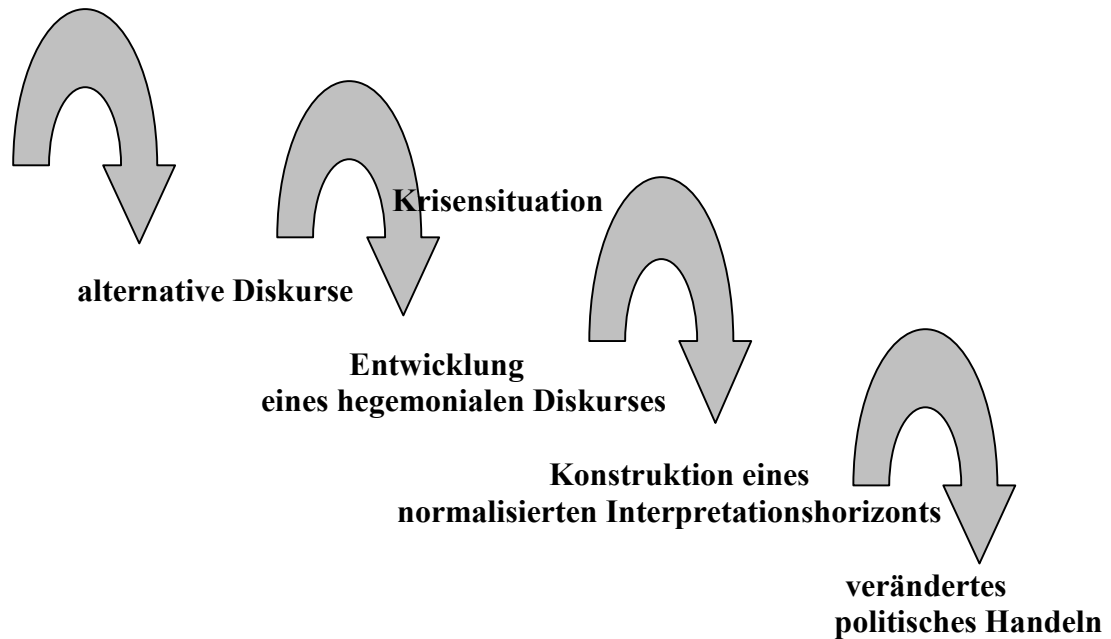 Krisensituation
alternative Diskurse
Entwicklung
eines hegemonialen Diskurses
Konstruktion eines
normalisierten Interpretationshorizonts
verändertes
politisches Handeln